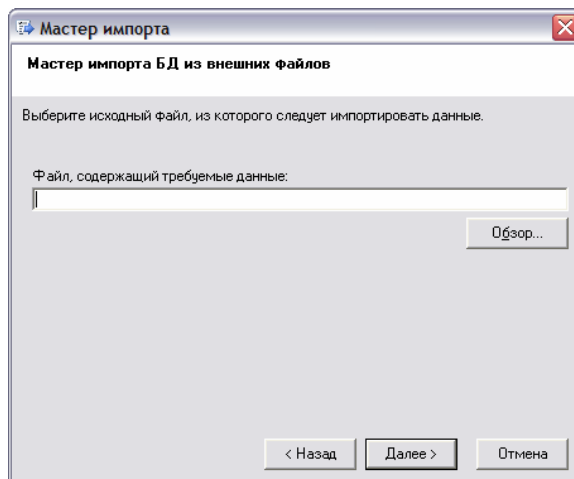 Мастер импорта
Мастер импорта БД из внешних файлов
Выберите исходный файл, из которого следует импортировать данные.
Файл, содержащий требуемые данные:
Обзор...
< Назад
Далее >
Отмена